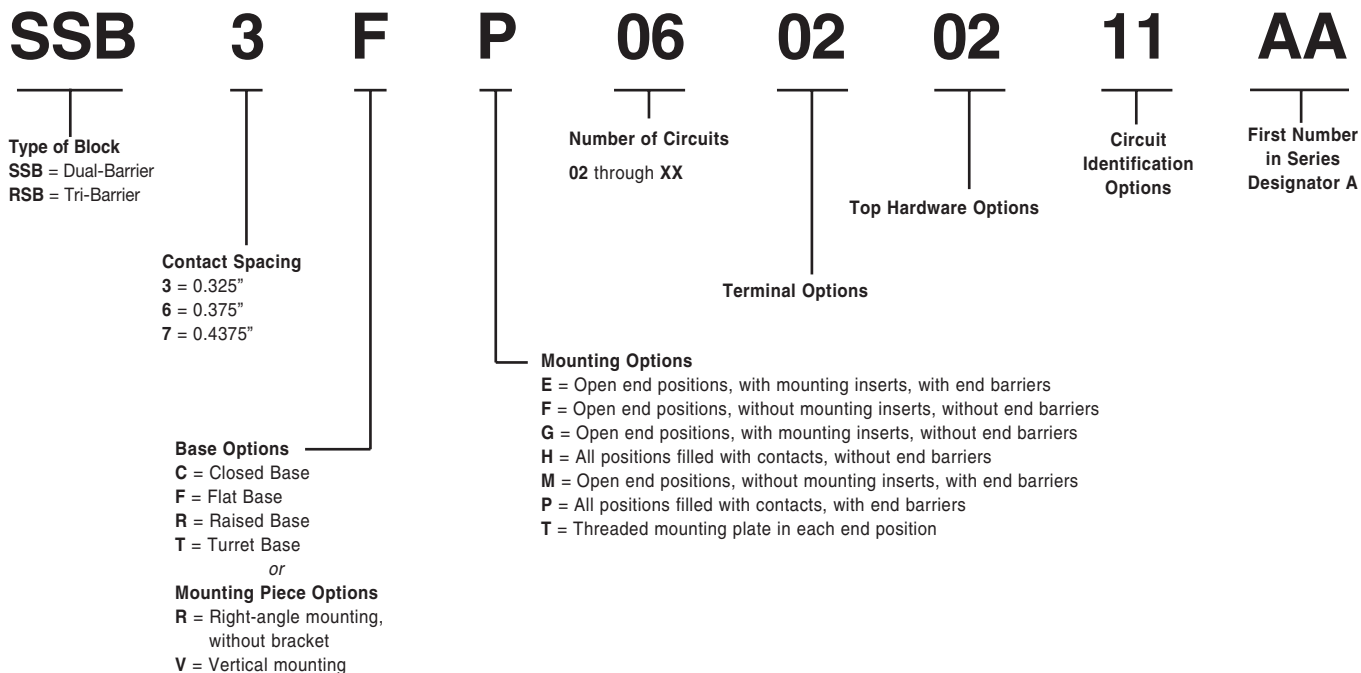 SSB 3 F P 06 02 02 11 AA
Type of Block
SSB = Dual-Barrier
RSB = Tri-Barrier
Contact Spacing
3 = 0.325”
6 = 0.375”
7 = 0.4375”
Base Options
C = Closed Base
F = Flat Base
R = Raised Base
T = Turret Base
or
Mounting Piece Options
R = Right-angle mounting,
without bracket
V = Vertical mounting
Mounting Options
E = Open end positions, with mounting inserts, with end barriers
F = Open end positions, without mounting inserts, without end barriers
G = Open end positions, with mounting inserts, without end barriers
H = All positions filled with contacts, without end barriers
M = Open end positions, without mounting inserts, with end barriers
P = All positions filled with contacts, with end barriers
T = Threaded mounting plate in each end position
Number of Circuits
02 through XX
Terminal Options
Top Hardware Options
Circuit
Identification
Options
First Number
in Series
Designator A